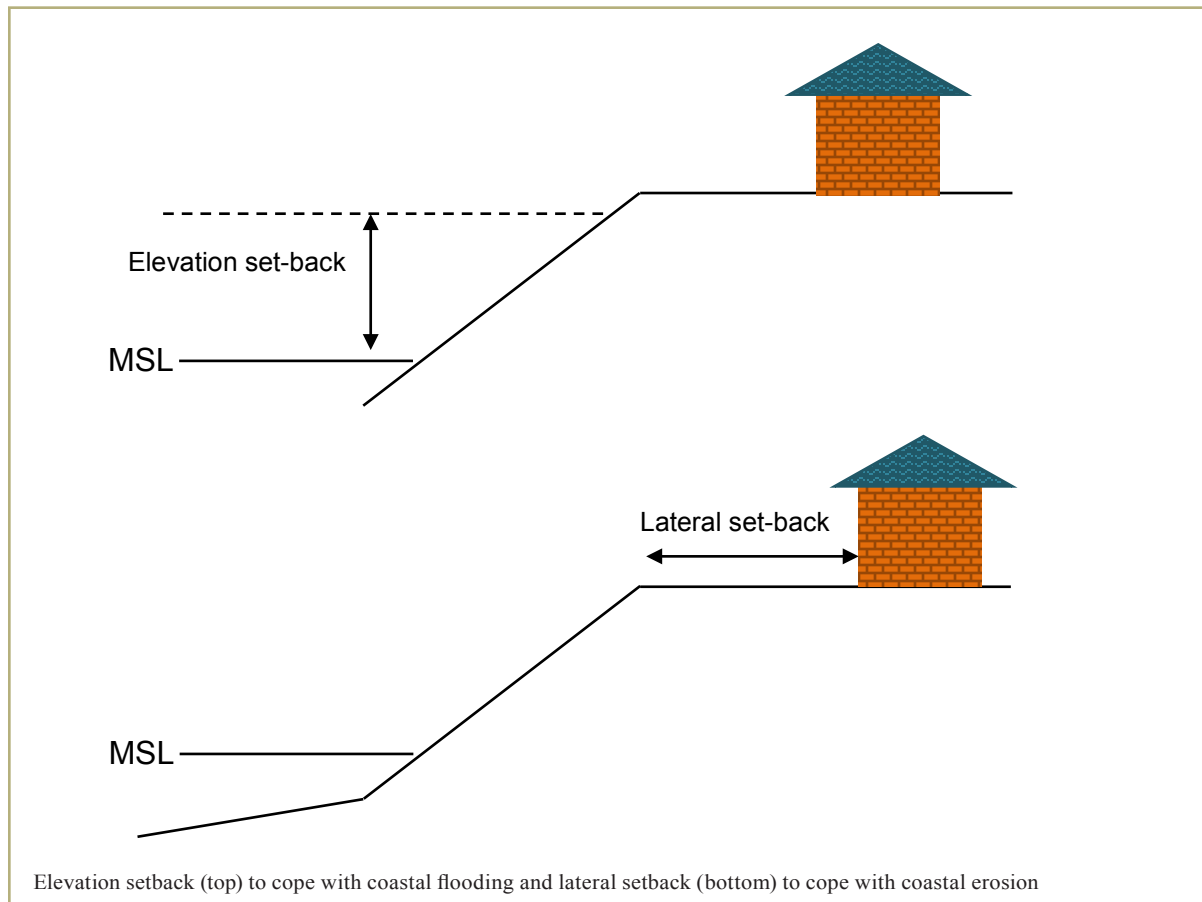 Elevation set-back
MSL
Lateral set-back
MSL
Elevation setback (top) to cope with coastal flooding and lateral setback (bottom) to cope with coastal erosion